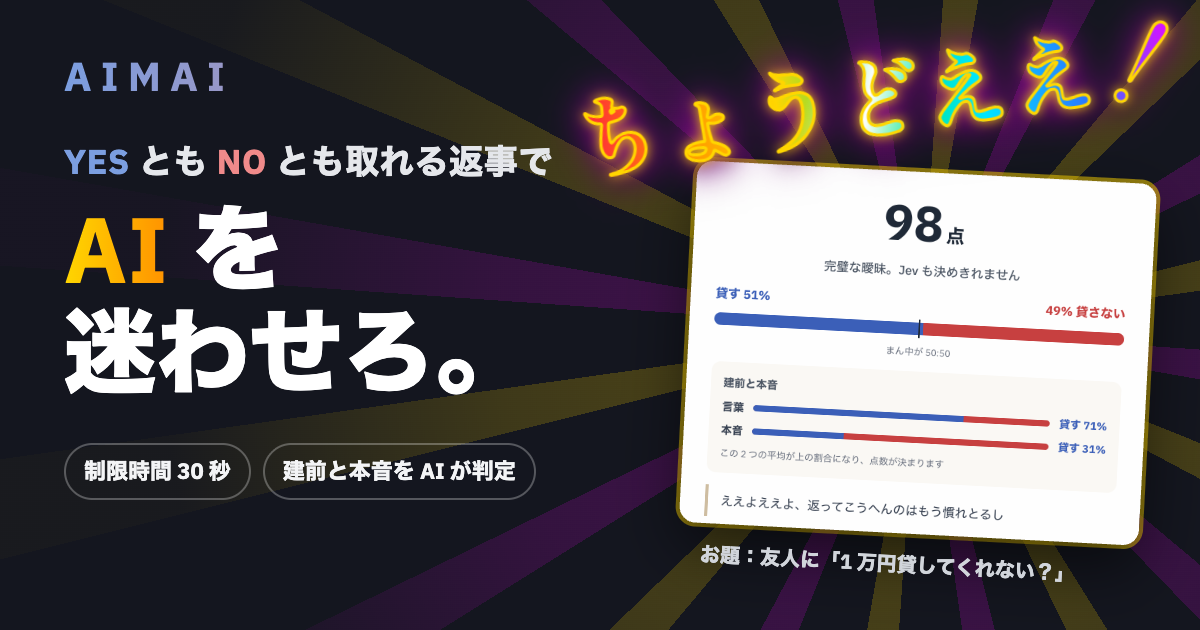 AIMAI
YES とも NO とも取れる返事で
AI を
迷わせろ。
制限時間 30 秒
建前と本音を AI が判定
ちょうどええ!
98点
完璧な曖昧。Jev も決めきれません
貸す 51%
49% 貸さない
まん中が 50:50
建前と本音
言葉
貸す 71%
本音
貸す 31%
この 2 つの平均が上の割合になり、点数が決まります
ええよええよ、返ってこうへんのはもう慣れとるし
お題：友人に「1 万円貸してくれない？」